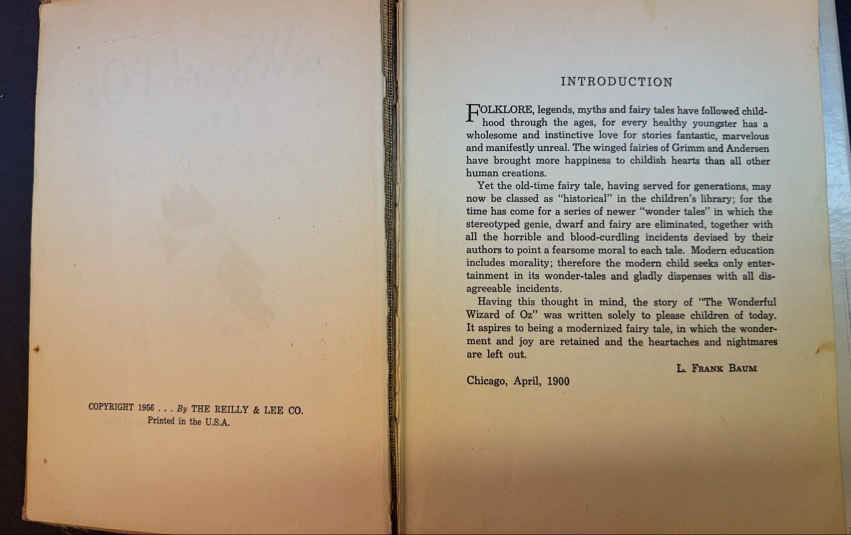 COPYRIGHT 1956 . . . By THE REILLY & LEE CO.
Printed in the U.S.A.
INTRODUCTION
FOLKLORE, legends, myths and fairy tales have followed child-
hood through the ages, for every healthy youngster has a
wholesome and instinctive love for stories fantastic, marvelous
and manifestly unreal. The winged fairies of Grimm and Andersen
have brought more happiness to childish hearts than all other
human creations.
Yet the old-time fairy tale, having served for generations, may
now be classed as "historical" in the children's library; for the
time has come for a series of newer "wonder tales" in which the
stereotyped genie, dwarf and fairy are eliminated, together with
all the horrible and blood-curdling incidents devised by their
authors to point a fearsome moral to each tale. Modern education
includes morality; therefore the modern child seeks only enter-
tainment in its wonder-tales and gladly dispenses with all dis-
agreeable incidents.
Having this thought in mind, the story of "The Wonderful
Wizard of Oz" was written solely to please children of today.
It aspires to being a modernized fairy tale, in which the wonder-
ment and joy are retained and the heartaches and nightmares
are left out.
L. FRANK BAUM
Chicago, April, 1900